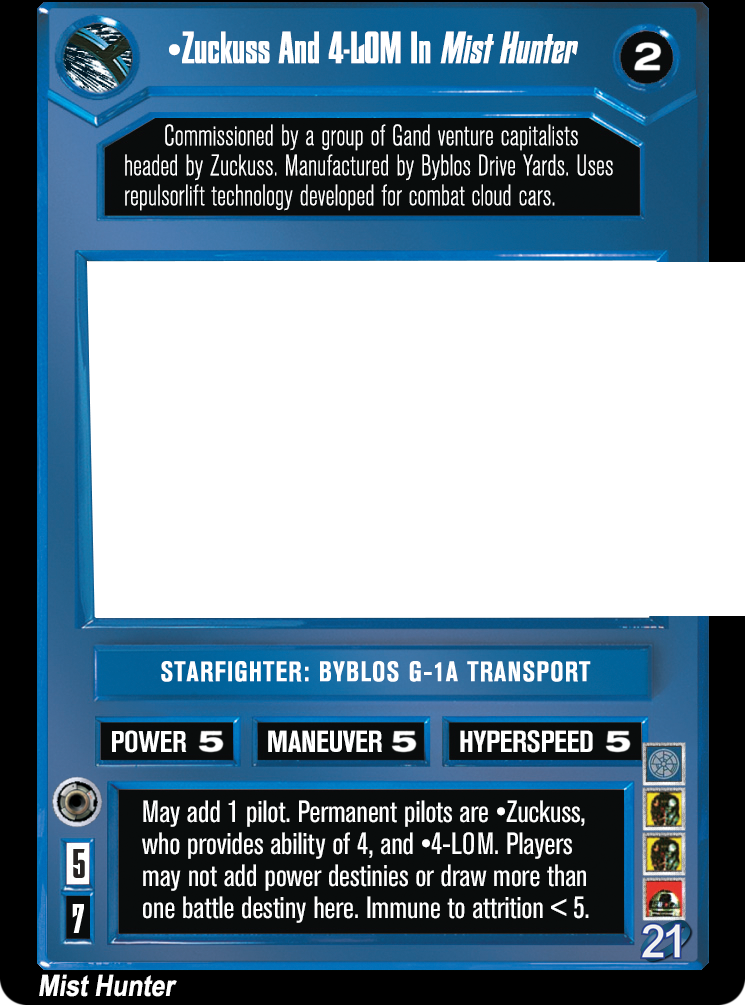 •Zuckuss And 4-LOM In Mist Hunter
2
Commissioned by a group of Gand venture capitalists
headed by Zuckuss. Manufactured by Byblos Drive Yards. Uses
repulsorlift technology developed for combat cloud cars.
STARFIGHTER: BYBLOS G-1A TRANSPORT
POWER 5 MANEUVER 5 HYPERSPEED 5
May add 1 pilot. Permanent pilots are •Zuckuss,
who provides ability of 4, and •4-LOM. Players
may not add power destinies or draw more than
one battle destiny here. Immune to attrition < 5.
5
7
21
Mist Hunter